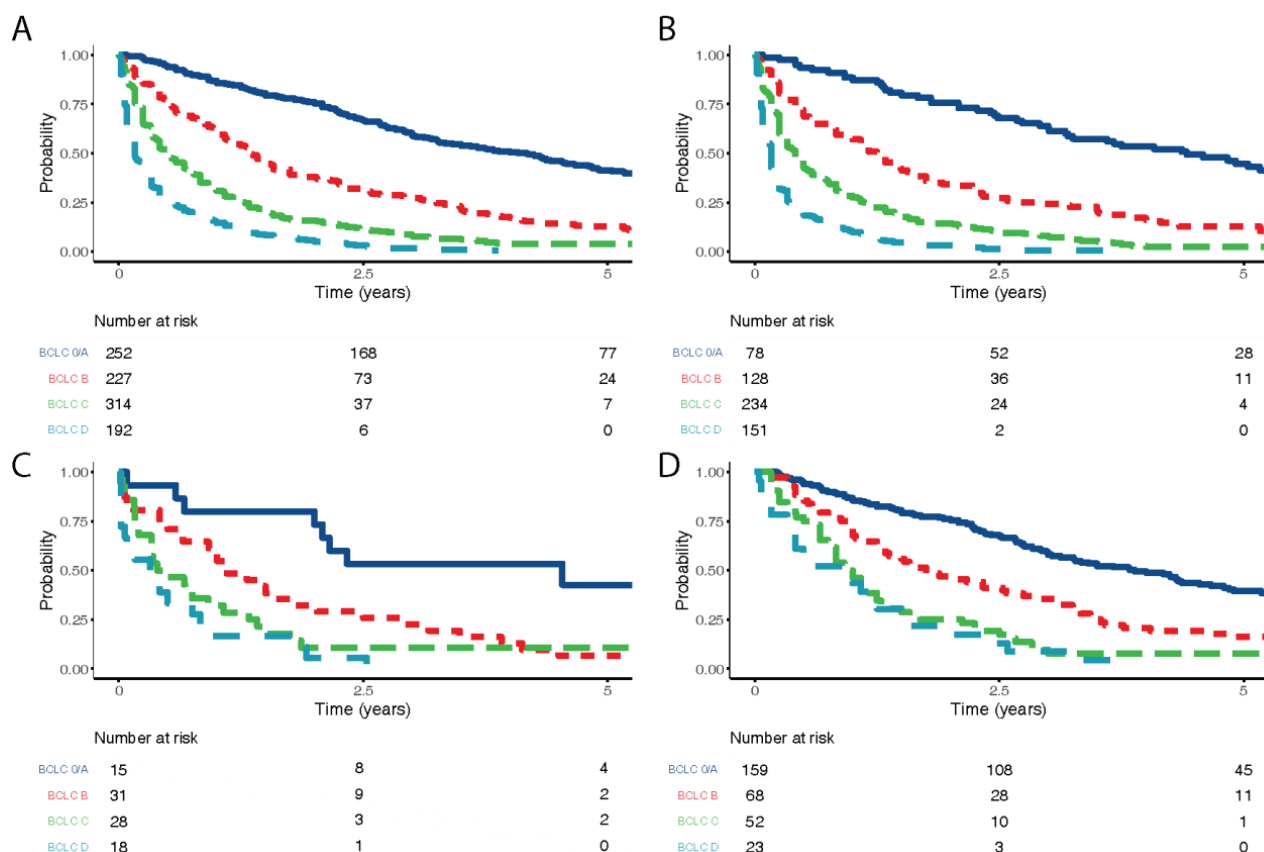 A
Probability
1.00
0.75
0.50
0.25
0.00
0 2.5 5
Time (years)
Number at risk
BCLC 0/A 252 168 77
BCLC B 227 73 24
BCLC C 314 37 7
BCLC D 192 6 0
B
Probability
1.00
0.75
0.50
0.25
0.00
0 2.5 5
Time (years)
Number at risk
BCLC 0/A 78 52 28
BCLC B 128 36 11
BCLC C 234 24 4
BCLC D 151 2 0
C
Probability
1.00
0.75
0.50
0.25
0.00
0 2.5 5
Time (years)
Number at risk
BCLC 0/A 15 8 4
BCLC B 31 9 2
BCLC C 28 3 2
BCLC D 18 1 0
D
Probability
1.00
0.75
0.50
0.25
0.00
0 2.5 5
Time (years)
Number at risk
BCLC 0/A 159 108 45
BCLC B 68 28 11
BCLC C 52 10 1
BCLC D 23 3 0